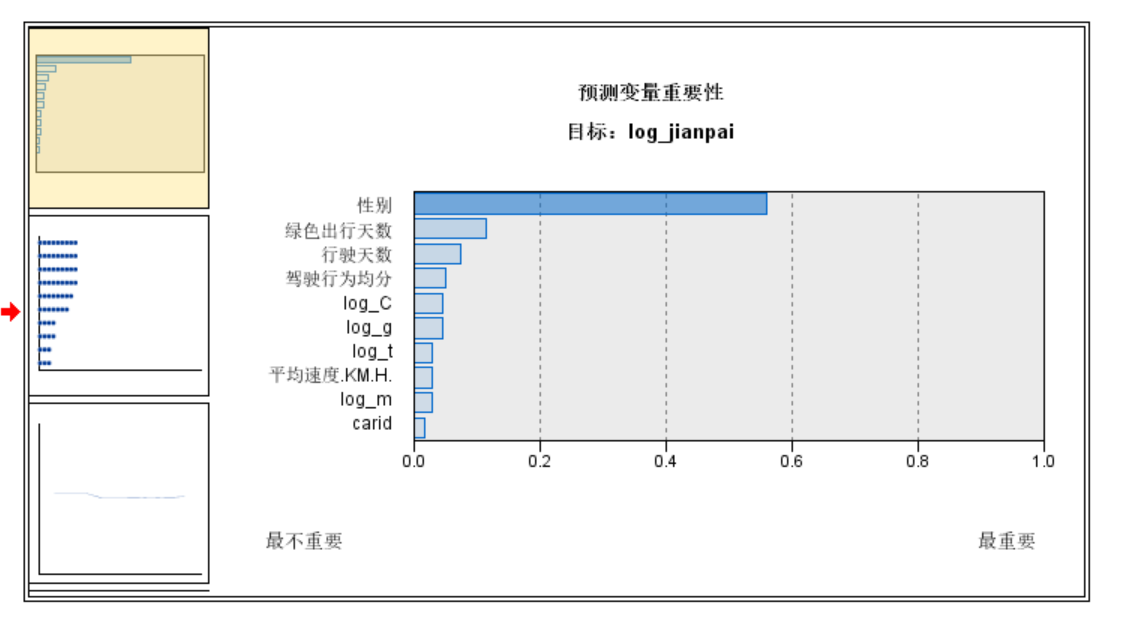 预测变量重要性
目标：log_jianpai
性别
绿色出行天数
行驶天数
驾驶行为均分
log_C
log_g
log_t
平均速度.KM.H.
log_m
carid
0.0 0.2 0.4 0.6 0.8 1.0
最不重要 最重要